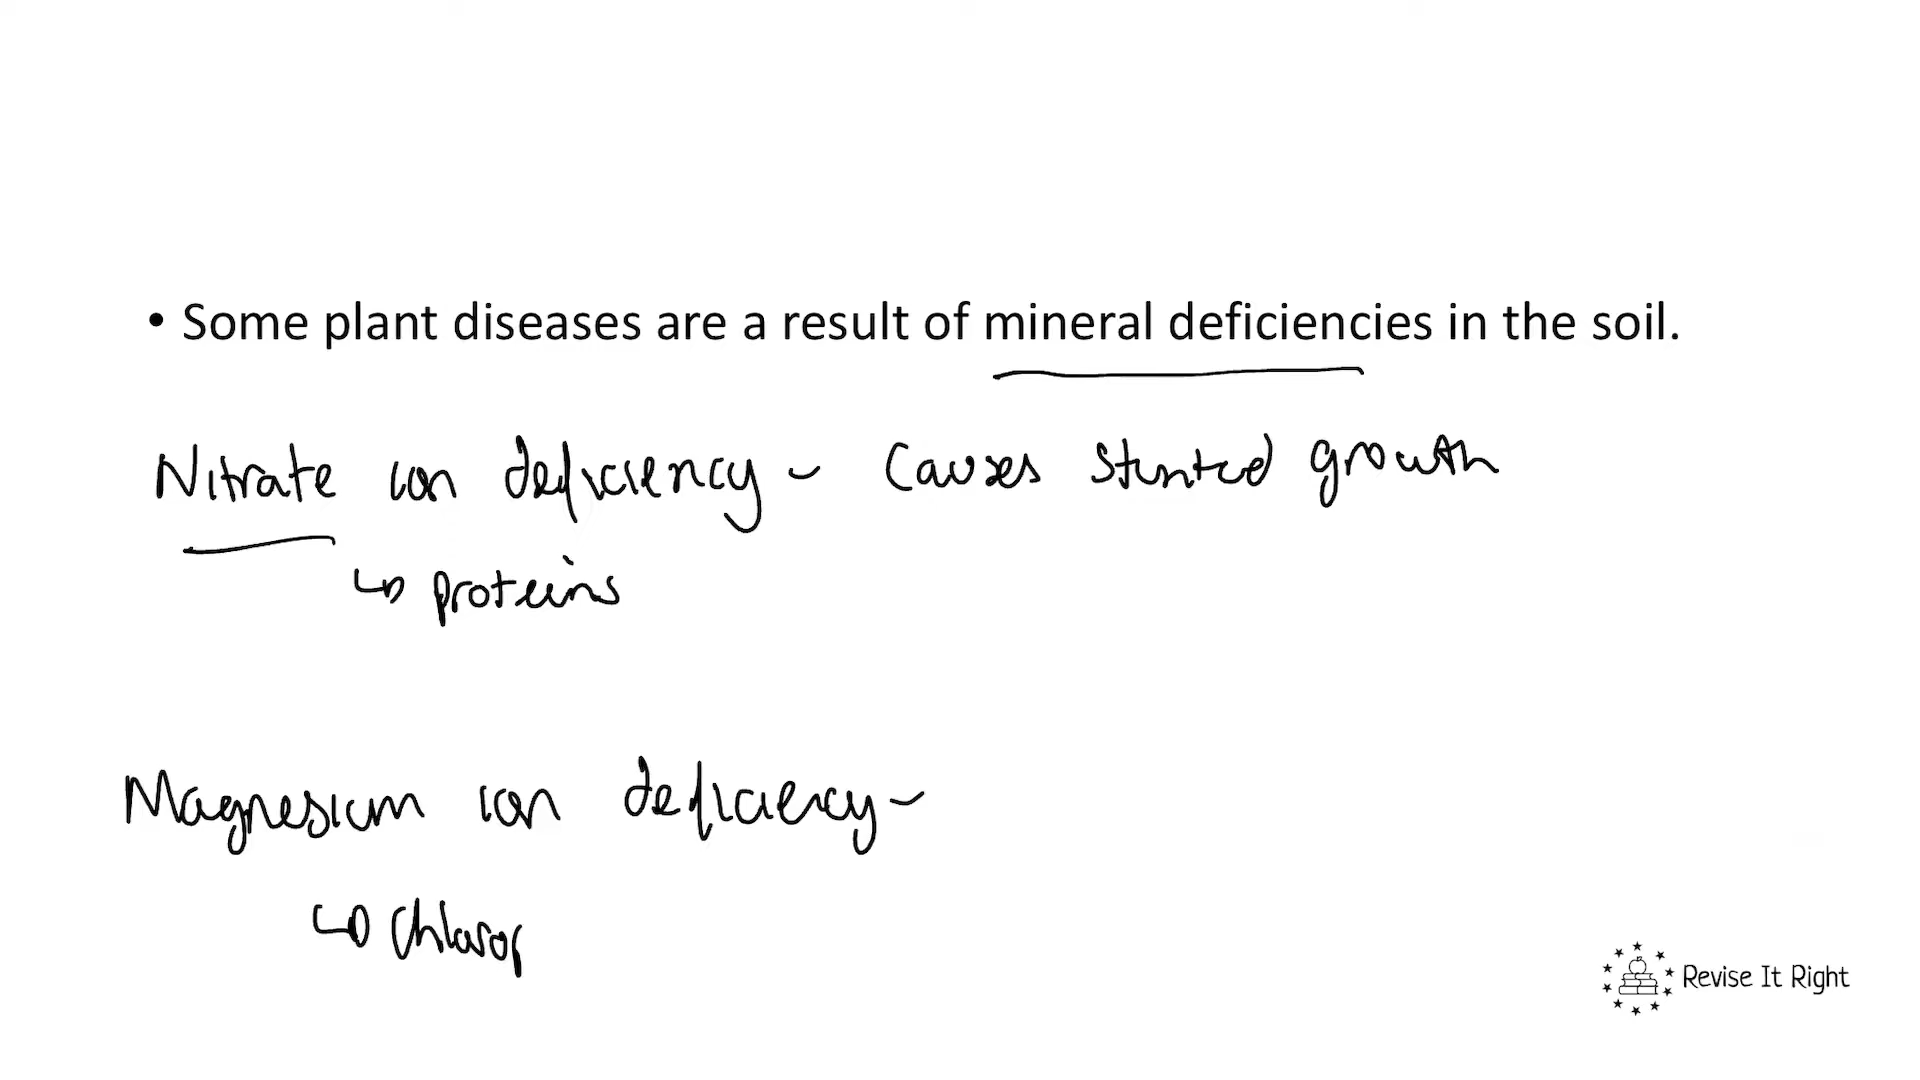 • Some plant diseases are a result of mineral deficiencies in the soil.
Nitrate ion deficiency - Causes stunted growth
↳ proteins
Magnesium ion deficiency -
↳ Chlorop
Revise It Right